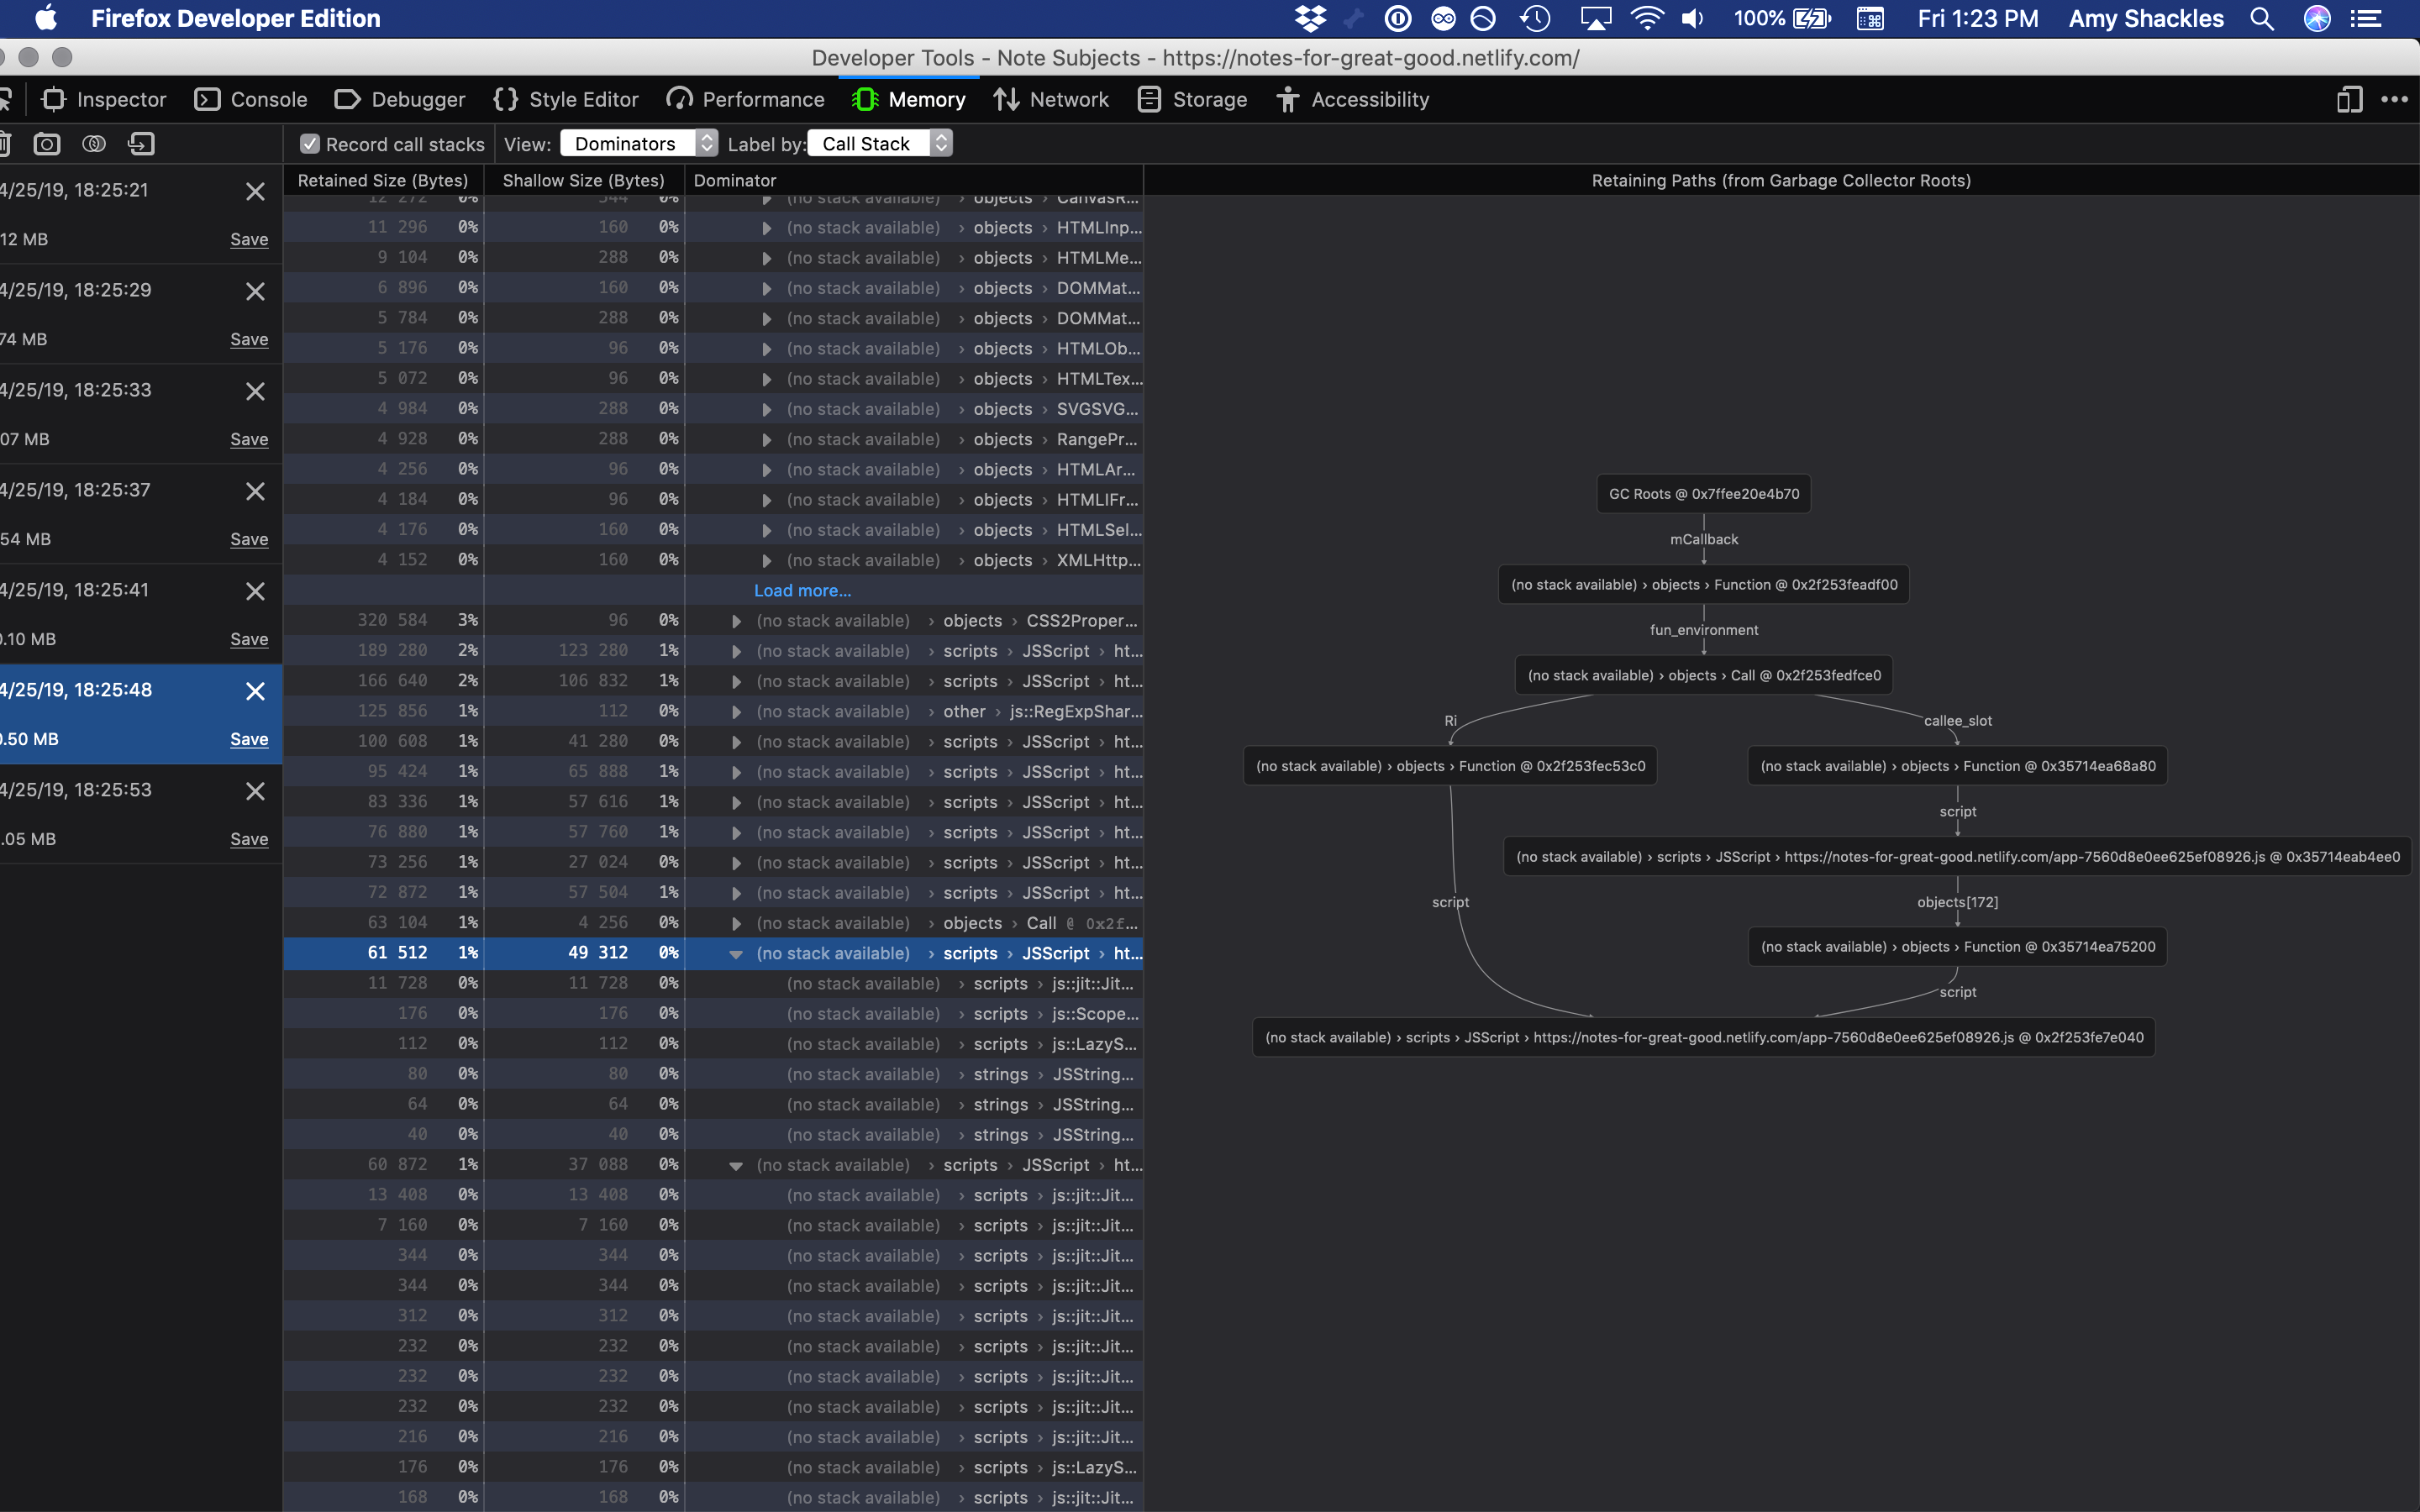 Firefox Developer Edition 100% Fri 1:23 PM Amy Shackles
Developer Tools - Note Subjects - https://notes-for-great-good.netlify.com/
Inspector Console Debugger Style Editor Performance Memory Network Storage Accessibility
Record call stacks View: Dominators Label by: Call Stack
4/25/19, 18:25:21
12 MB Save
4/25/19, 18:25:29
74 MB Save
4/25/19, 18:25:33
07 MB Save
4/25/19, 18:25:37
54 MB Save
4/25/19, 18:25:41
0.10 MB Save
4/25/19, 18:25:48
0.50 MB Save
4/25/19, 18:25:53
.05 MB Save
Retained Size (Bytes) Shallow Size (Bytes) Dominator
12 272 0% 544 0% (no stack available) › objects › CanvasR...
11 296 0% 160 0% (no stack available) › objects › HTMLInp...
9 104 0% 288 0% (no stack available) › objects › HTMLMe...
6 896 0% 160 0% (no stack available) › objects › DOMMat...
5 784 0% 288 0% (no stack available) › objects › DOMMat...
5 176 0% 96 0% (no stack available) › objects › HTMLOb...
5 072 0% 96 0% (no stack available) › objects › HTMLTex...
4 984 0% 288 0% (no stack available) › objects › SVGSVG...
4 928 0% 288 0% (no stack available) › objects › RangePr...
4 256 0% 96 0% (no stack available) › objects › HTMLAr...
4 184 0% 96 0% (no stack available) › objects › HTMLIFr...
4 176 0% 160 0% (no stack available) › objects › HTMLSel...
4 152 0% 160 0% (no stack available) › objects › XMLHttp...
Load more...
320 584 3% 96 0% (no stack available) › objects › CSS2Proper...
189 280 2% 123 280 1% (no stack available) › scripts › JSScript › ht...
166 640 2% 106 832 1% (no stack available) › scripts › JSScript › ht...
125 856 1% 112 0% (no stack available) › other › js::RegExpShar...
100 608 1% 41 280 0% (no stack available) › scripts › JSScript › ht...
95 424 1% 65 888 1% (no stack available) › scripts › JSScript › ht...
83 336 1% 57 616 1% (no stack available) › scripts › JSScript › ht...
76 880 1% 57 760 1% (no stack available) › scripts › JSScript › ht...
73 256 1% 27 024 0% (no stack available) › scripts › JSScript › ht...
72 872 1% 57 504 1% (no stack available) › scripts › JSScript › ht...
63 104 1% 4 256 0% (no stack available) › objects › Call @ 0x2f...
61 512 1% 49 312 0% (no stack available) › scripts › JSScript › ht...
11 728 0% 11 728 0% (no stack available) › scripts › js::jit::Jit...
176 0% 176 0% (no stack available) › scripts › js::Scope...
112 0% 112 0% (no stack available) › scripts › js::LazyS...
80 0% 80 0% (no stack available) › strings › JSString...
64 0% 64 0% (no stack available) › strings › JSString...
40 0% 40 0% (no stack available) › strings › JSString...
60 872 1% 37 088 0% (no stack available) › scripts › JSScript › ht...
13 408 0% 13 408 0% (no stack available) › scripts › js::jit::Jit...
7 160 0% 7 160 0% (no stack available) › scripts › js::jit::Jit...
344 0% 344 0% (no stack available) › scripts › js::jit::Jit...
344 0% 344 0% (no stack available) › scripts › js::jit::Jit...
312 0% 312 0% (no stack available) › scripts › js::jit::Jit...
232 0% 232 0% (no stack available) › scripts › js::jit::Jit...
232 0% 232 0% (no stack available) › scripts › js::jit::Jit...
232 0% 232 0% (no stack available) › scripts › js::jit::Jit...
216 0% 216 0% (no stack available) › scripts › js::jit::Jit...
176 0% 176 0% (no stack available) › scripts › js::LazyS...
168 0% 168 0% (no stack available) › scripts › js::jit::Jit...
Retaining Paths (from Garbage Collector Roots)
GC Roots @ 0x7ffee20e4b70
mCallback
(no stack available) › objects › Function @ 0x2f253feadf00
fun_environment
(no stack available) › objects › Call @ 0x2f253fedfce0
Ri callee_slot
(no stack available) › objects › Function @ 0x2f253fec53c0 (no stack available) › objects › Function @ 0x35714ea68a80
script
(no stack available) › scripts › JSScript › https://notes-for-great-good.netlify.com/app-7560d8e0ee625ef08926.js @ 0x35714eab4ee0
script objects[172]
(no stack available) › objects › Function @ 0x35714ea75200
script
(no stack available) › scripts › JSScript › https://notes-for-great-good.netlify.com/app-7560d8e0ee625ef08926.js @ 0x2f253fe7e040